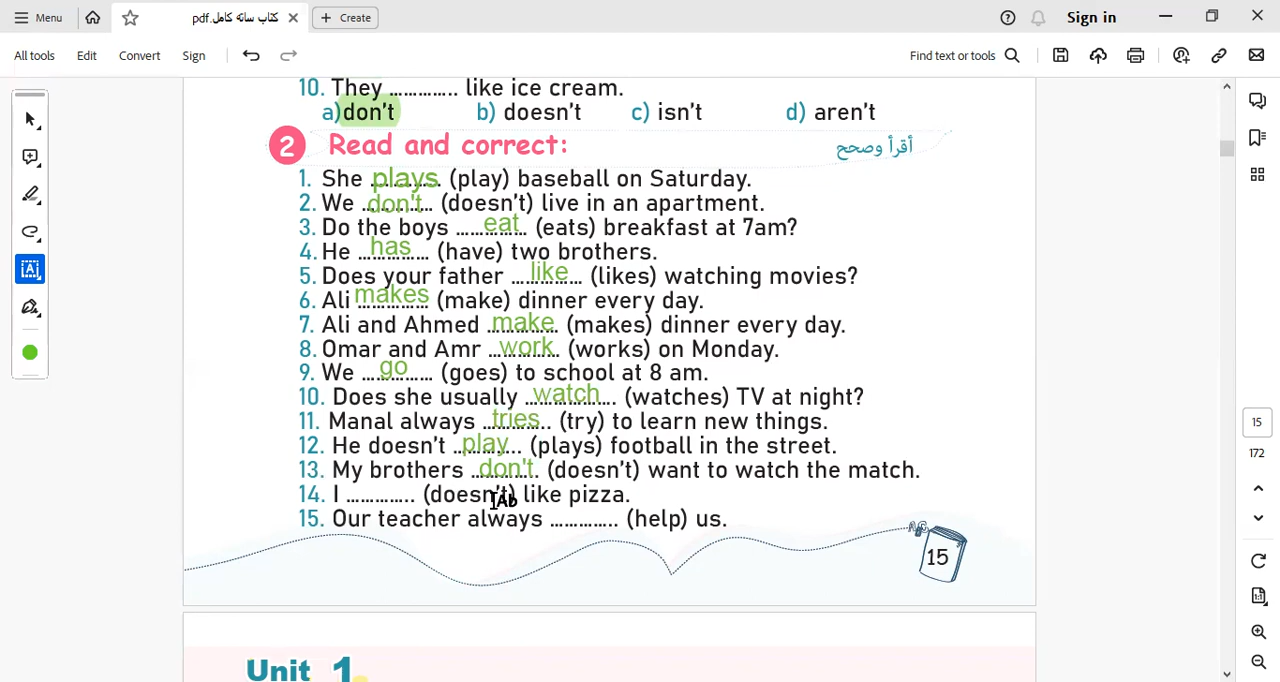 Menu
كتاب ساته كامل.pdf
Create
Sign in
All tools Edit Convert Sign
Find text or tools
10. They ………….. like ice cream.
a) don't b) doesn't c) isn't d) aren't
2 Read and correct:
أقرأ وصحح
1. She plays (play) baseball on Saturday.
2. We don't (doesn't) live in an apartment.
3. Do the boys eat (eats) breakfast at 7am?
4. He has (have) two brothers.
5. Does your father like (likes) watching movies?
6. Ali makes (make) dinner every day.
7. Ali and Ahmed make (makes) dinner every day.
8. Omar and Amr work (works) on Monday.
9. We go (goes) to school at 8 am.
10. Does she usually watch (watches) TV at night?
11. Manal always tries (try) to learn new things.
12. He doesn't play (plays) football in the street.
13. My brothers don't (doesn't) want to watch the match.
14. I ………….. (doesn't) like pizza.
15. Our teacher always ………….. (help) us.
15
Unit 1
15
172